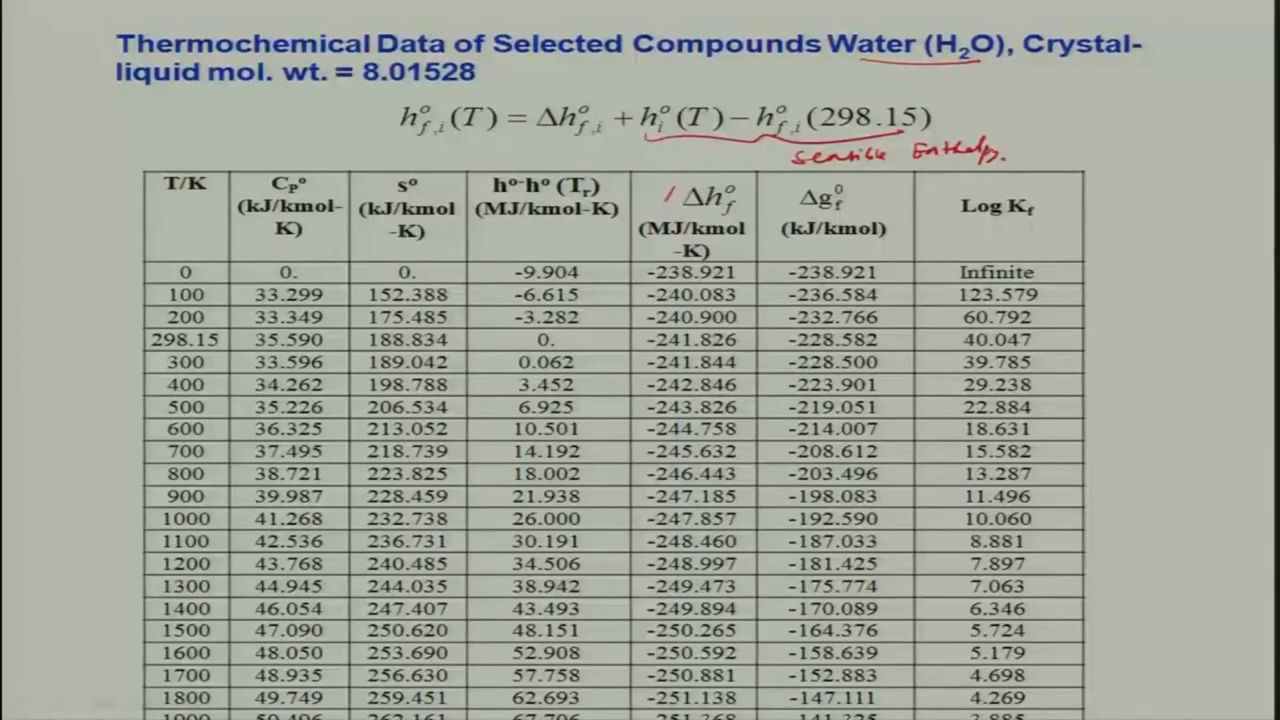 Thermochemical Data of Selected Compounds Water (H₂O), Crystal-
liquid mol. wt. = 8.01528
h°f,i(T) = Δh°f,i + h°i(T) − h°f,i(298.15)
sensible Enthalpy.
T/K CP° (kJ/kmol-K) s° (kJ/kmol-K) h°-h° (Tr) (MJ/kmol-K) Δh°f (MJ/kmol-K) Δg⁰f (kJ/kmol) Log Kf
0 0. 0. -9.904 -238.921 -238.921 Infinite
100 33.299 152.388 -6.615 -240.083 -236.584 123.579
200 33.349 175.485 -3.282 -240.900 -232.766 60.792
298.15 35.590 188.834 0. -241.826 -228.582 40.047
300 33.596 189.042 0.062 -241.844 -228.500 39.785
400 34.262 198.788 3.452 -242.846 -223.901 29.238
500 35.226 206.534 6.925 -243.826 -219.051 22.884
600 36.325 213.052 10.501 -244.758 -214.007 18.631
700 37.495 218.739 14.192 -245.632 -208.612 15.582
800 38.721 223.825 18.002 -246.443 -203.496 13.287
900 39.987 228.459 21.938 -247.185 -198.083 11.496
1000 41.268 232.738 26.000 -247.857 -192.590 10.060
1100 42.536 236.731 30.191 -248.460 -187.033 8.881
1200 43.768 240.485 34.506 -248.997 -181.425 7.897
1300 44.945 244.035 38.942 -249.473 -175.774 7.063
1400 46.054 247.407 43.493 -249.894 -170.089 6.346
1500 47.090 250.620 48.151 -250.265 -164.376 5.724
1600 48.050 253.690 52.908 -250.592 -158.639 5.179
1700 48.935 256.630 57.758 -250.881 -152.883 4.698
1800 49.749 259.451 62.693 -251.138 -147.111 4.269